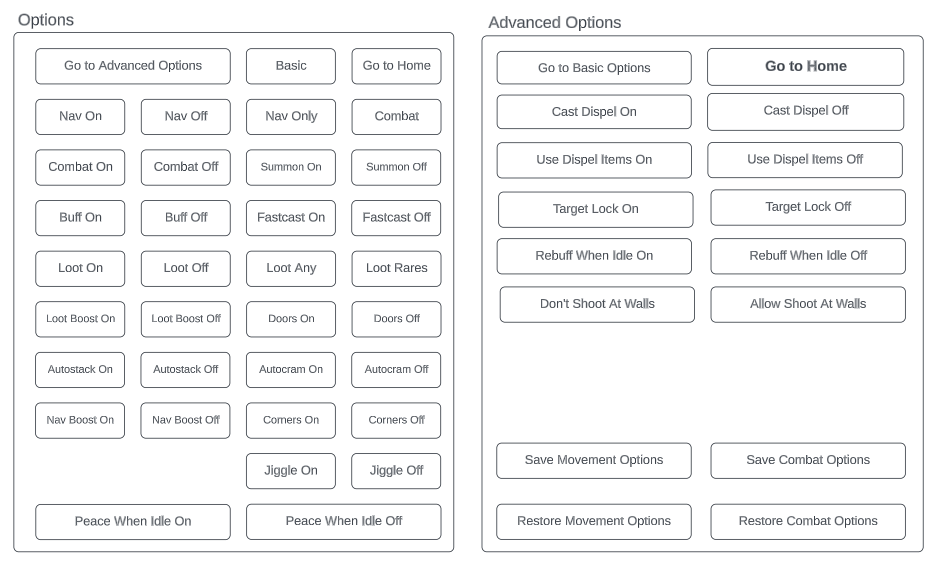 Options
Go to Advanced Options Basic Go to Home
Nav On Nav Off Nav Only Combat
Combat On Combat Off Summon On Summon Off
Buff On Buff Off Fastcast On Fastcast Off
Loot On Loot Off Loot Any Loot Rares
Loot Boost On Loot Boost Off Doors On Doors Off
Autostack On Autostack Off Autocram On Autocram Off
Nav Boost On Nav Boost Off Corners On Corners Off
Jiggle On Jiggle Off
Peace When Idle On Peace When Idle Off
Advanced Options
Go to Basic Options Go to Home
Cast Dispel On Cast Dispel Off
Use Dispel Items On Use Dispel Items Off
Target Lock On Target Lock Off
Rebuff When Idle On Rebuff When Idle Off
Don't Shoot At Walls Allow Shoot At Walls
Save Movement Options Save Combat Options
Restore Movement Options Restore Combat Options